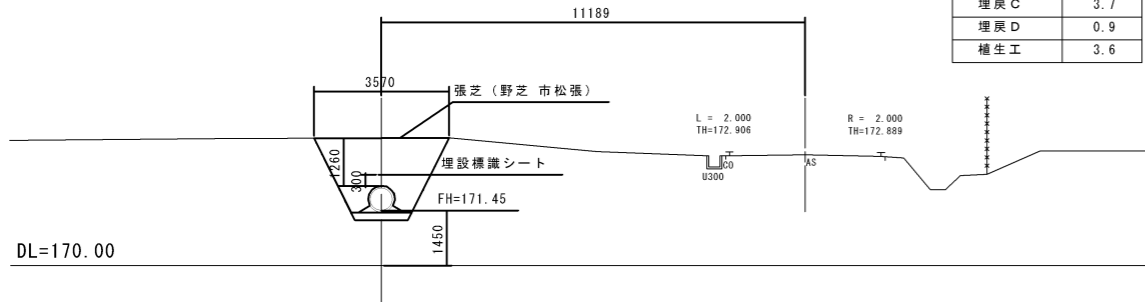 11189
埋戻C 3.7
埋戻D 0.9
植生工 3.6
3570
張芝（野芝 市松張）
L = 2.000
TH=172.906
R = 2.000
TH=172.889
1260
300
埋設標識シート
CO
AS
U300
FH=171.45
1450
DL=170.00